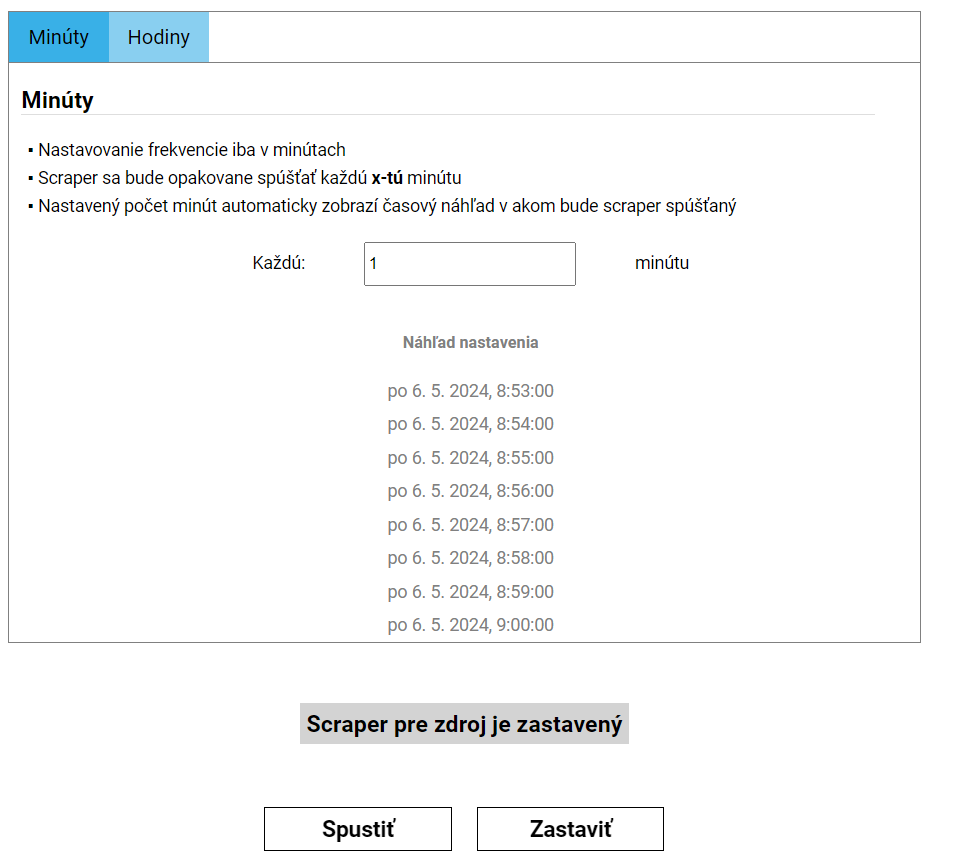 Minúty Hodiny
Minúty
▪ Nastavovanie frekvencie iba v minútach
▪ Scraper sa bude opakovane spúšťať každú x-tú minútu
▪ Nastavený počet minút automaticky zobrazí časový náhľad v akom bude scraper spúšťaný
Každú: 1 minútu
Náhľad nastavenia
po 6. 5. 2024, 8:53:00
po 6. 5. 2024, 8:54:00
po 6. 5. 2024, 8:55:00
po 6. 5. 2024, 8:56:00
po 6. 5. 2024, 8:57:00
po 6. 5. 2024, 8:58:00
po 6. 5. 2024, 8:59:00
po 6. 5. 2024, 9:00:00
Scraper pre zdroj je zastavený
Spustiť Zastaviť